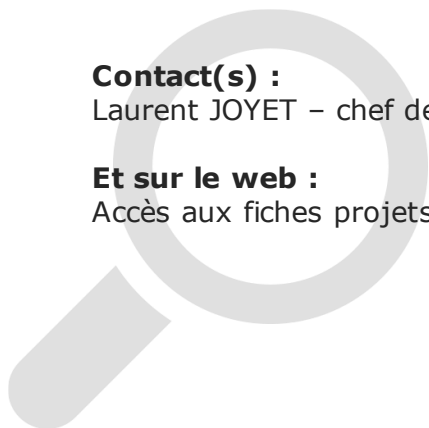 Contact(s) :
Laurent JOYET – chef de
Et sur le web :
Accès aux fiches projets